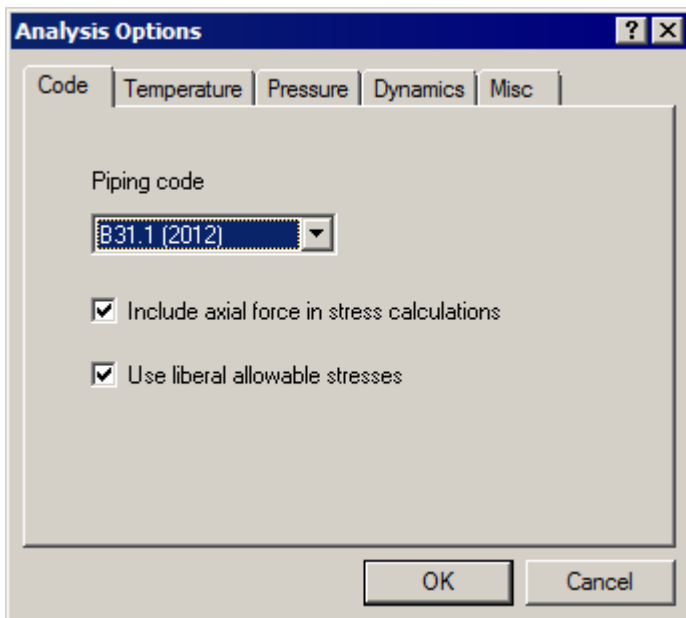 Analysis Options
Code Temperature Pressure Dynamics Misc
Piping code
B31.1 (2012)
Include axial force in stress calculations
Use liberal allowable stresses
OK Cancel